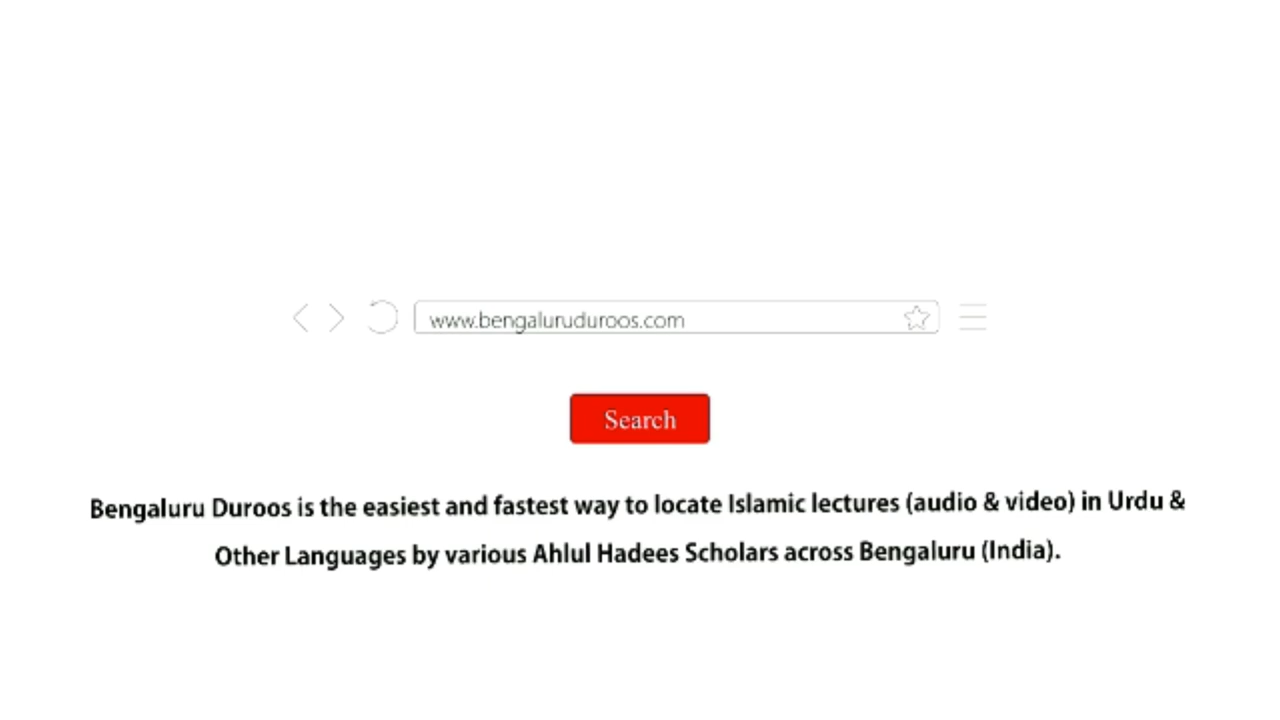 www.bengaluruduroos.com
Search
Bengaluru Duroos is the easiest and fastest way to locate Islamic lectures (audio & video) in Urdu &
Other Languages by various Ahlul Hadees Scholars across Bengaluru (India).